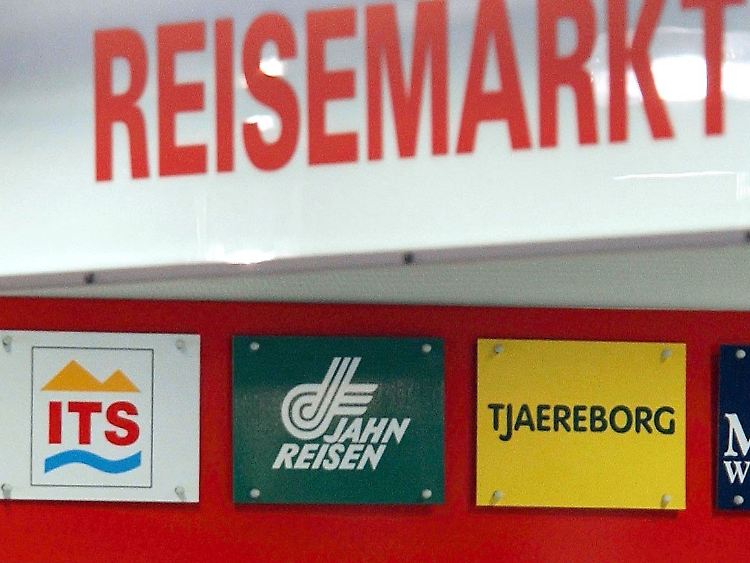 REISEMARKT
ITS
JAHN
REISEN
TJAEREBORG